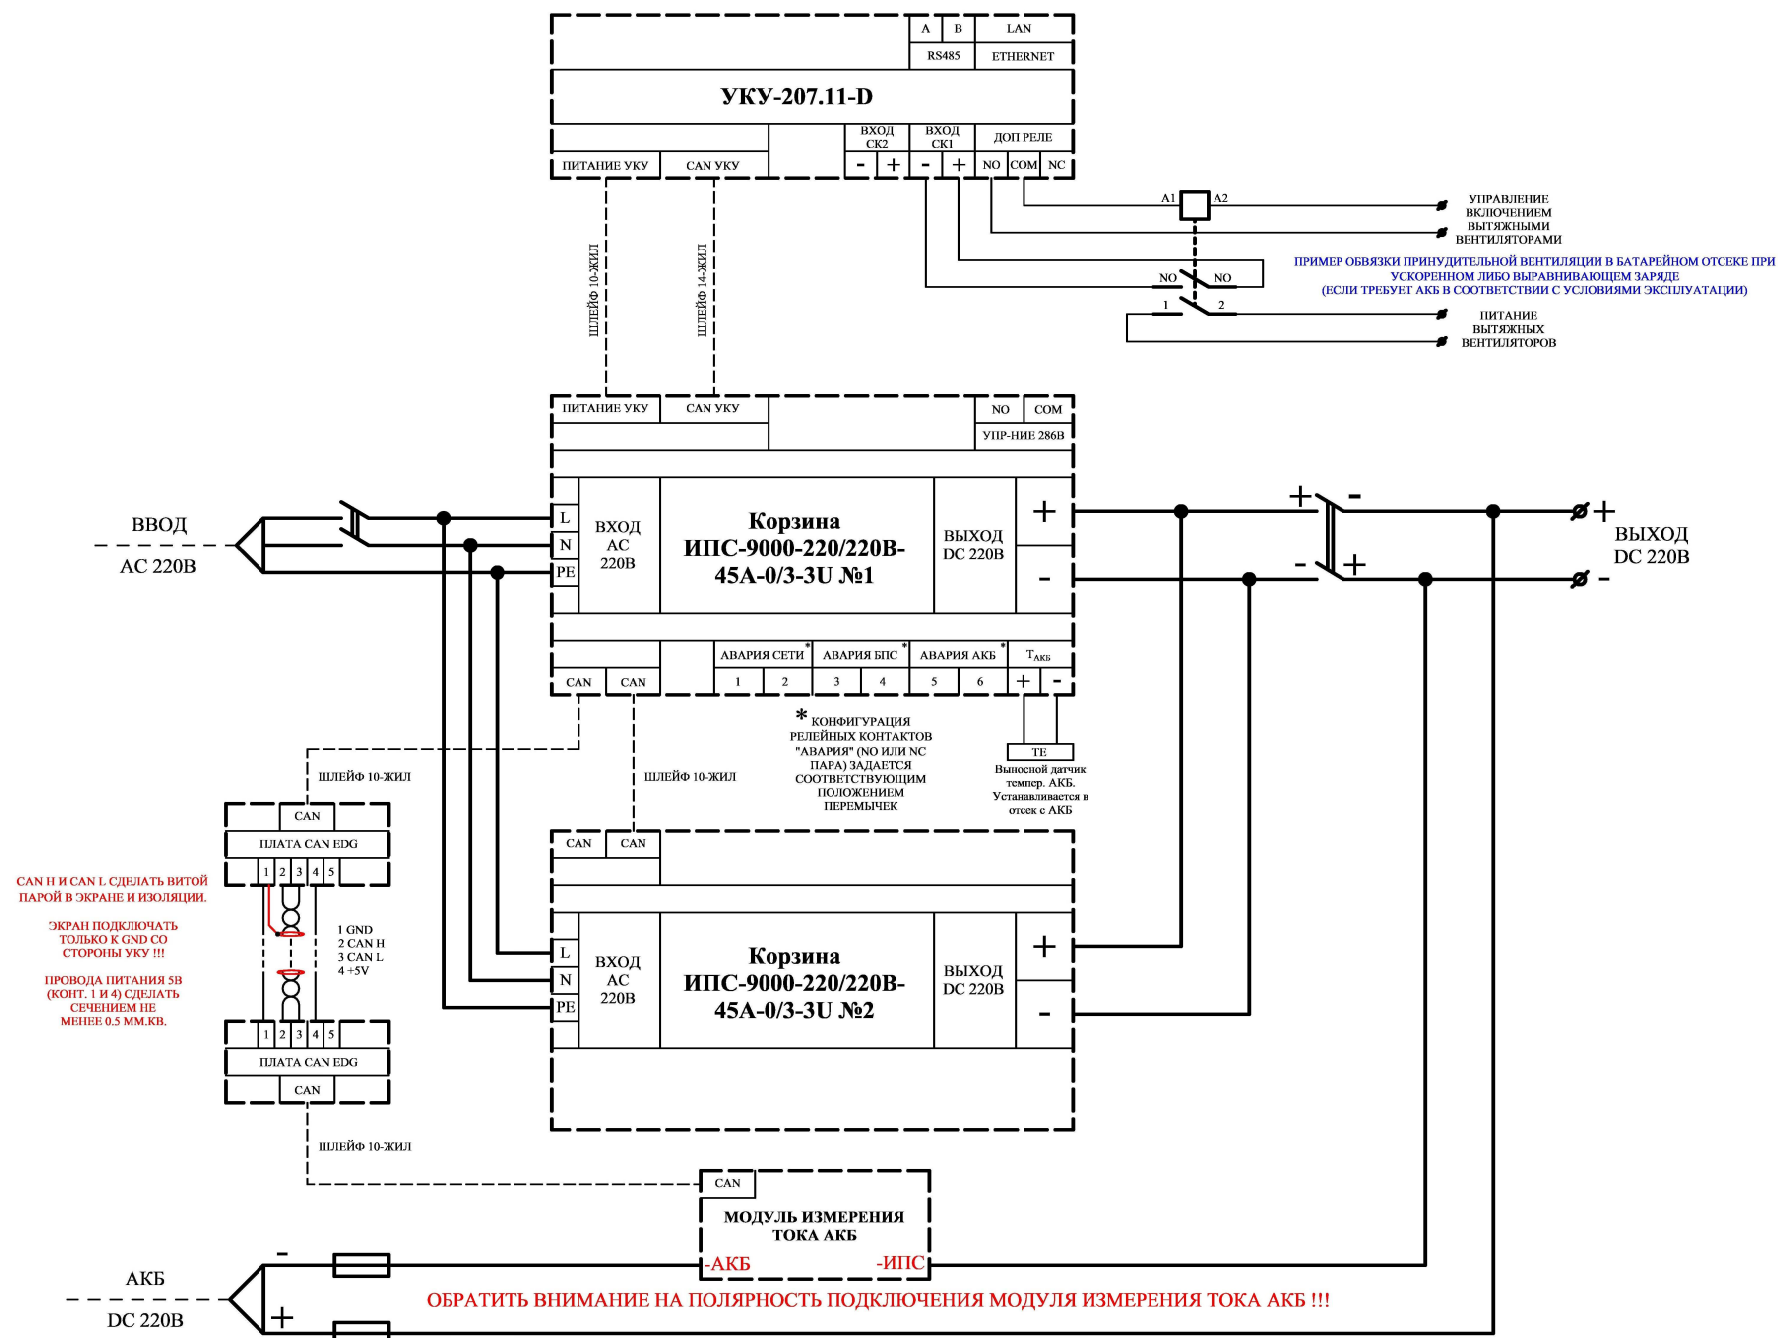 A B LAN
RS485 ETHERNET
УКУ-207.11-D
ВХОД
СК2
ВХОД
СК1
ДОП РЕЛЕ
ПИТАНИЕ УКУ CAN УКУ - + - + NO COM NC
A1 A2
УПРАВЛЕНИЕ
ВКЛЮЧЕНИЕМ
ВЫТЯЖНЫМИ
ВЕНТИЛЯТОРАМИ
ШЛЕЙФ 10-ЖИЛ
ШЛЕЙФ 14-ЖИЛ
ПРИМЕР ОБВЯЗКИ ПРИНУДИТЕЛЬНОЙ ВЕНТИЛЯЦИИ В БАТАРЕЙНОМ ОТСЕКЕ ПРИ
УСКОРЕННОМ ЛИБО ВЫРАВНИВАЮЩЕМ ЗАРЯДЕ
(ЕСЛИ ТРЕБУЕТ АКБ В СООТВЕТСТВИИ С УСЛОВИЯМИ ЭКСПЛУАТАЦИИ)
NO NO
1 2
ПИТАНИЕ
ВЫТЯЖНЫХ
ВЕНТИЛЯТОРОВ
ПИТАНИЕ УКУ CAN УКУ NO COM
УПР-НИЕ 286В
ВВОД
AC 220В
L
N
PE
ВХОД
AC
220В
Корзина
ИПС-9000-220/220В-
45А-0/3-3U №1
ВЫХОД
DC 220В
+
-
+ -
- +
+
ВЫХОД
DC 220В
-
АВАРИЯ СЕТИ* АВАРИЯ БПС* АВАРИЯ АКБ* TАКБ
CAN CAN 1 2 3 4 5 6 + -
* КОНФИГУРАЦИЯ
РЕЛЕЙНЫХ КОНТАКТОВ
"АВАРИЯ" (NO ИЛИ NC
ПАРА) ЗАДАЕТСЯ
СООТВЕТСТВУЮЩИМ
ПОЛОЖЕНИЕМ
ПЕРЕМЫЧЕК
TE
Выносной датчик
темпер. АКБ.
Устанавливается в
отсек с АКБ
ШЛЕЙФ 10-ЖИЛ
ШЛЕЙФ 10-ЖИЛ
CAN
ПЛАТА CAN EDG
1 2 3 4 5
CAN H И CAN L СДЕЛАТЬ ВИТОЙ
ПАРОЙ В ЭКРАНЕ И ИЗОЛЯЦИИ.
ЭКРАН ПОДКЛЮЧАТЬ
ТОЛЬКО К GND СО
СТОРОНЫ УКУ !!!
ПРОВОДА ПИТАНИЯ 5В
(КОНТ. 1 И 4) СДЕЛАТЬ
СЕЧЕНИЕМ НЕ
МЕНЕЕ 0.5 ММ.КВ.
1 GND
2 CAN H
3 CAN L
4 +5V
1 2 3 4 5
ПЛАТА CAN EDG
CAN
ШЛЕЙФ 10-ЖИЛ
CAN CAN
L
N
PE
ВХОД
AC
220В
Корзина
ИПС-9000-220/220В-
45А-0/3-3U №2
ВЫХОД
DC 220В
+
-
CAN
МОДУЛЬ ИЗМЕРЕНИЯ
ТОКА АКБ
-АКБ -ИПС
АКБ
DC 220В
-
+
ОБРАТИТЬ ВНИМАНИЕ НА ПОЛЯРНОСТЬ ПОДКЛЮЧЕНИЯ МОДУЛЯ ИЗМЕРЕНИЯ ТОКА АКБ !!!